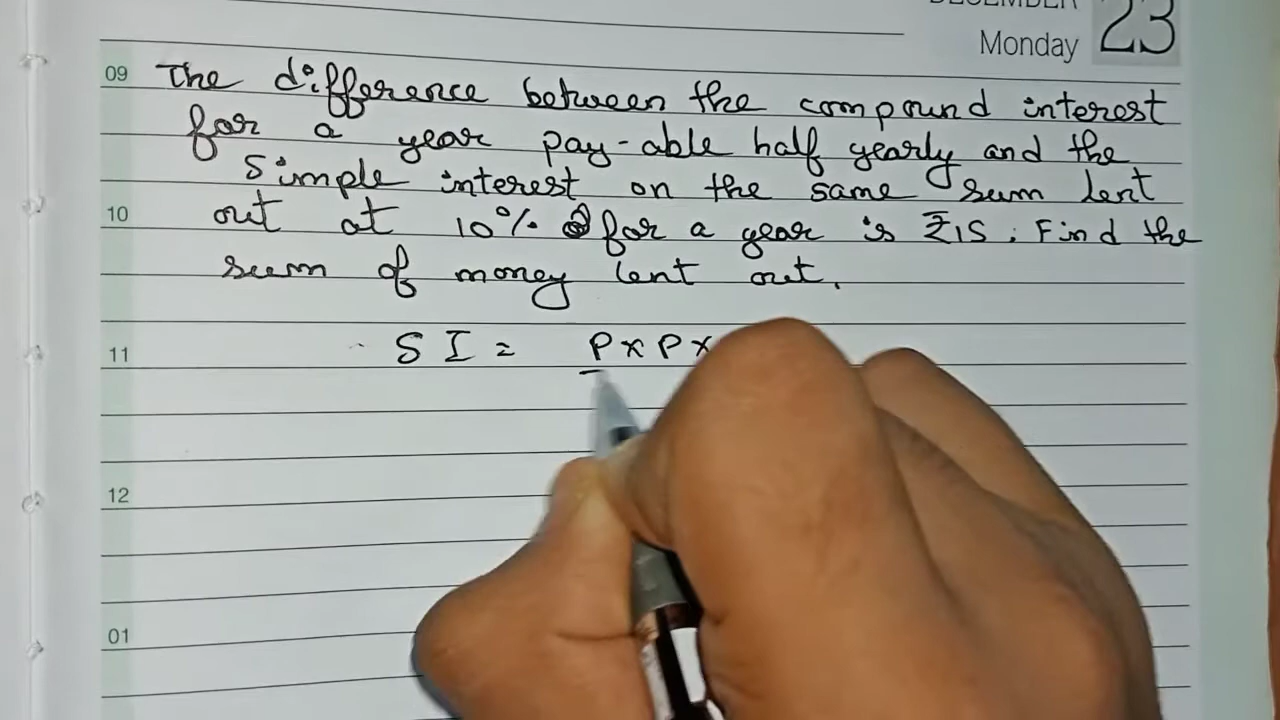 DECEMBER 23
Monday
09 The difference between the compound interest
for a year pay-able half yearly and the
simple interest on the same sum lent
10 out at 10% for a year is ₹15. Find the
sum of money lent out.
11 S I = P x P x
12
01